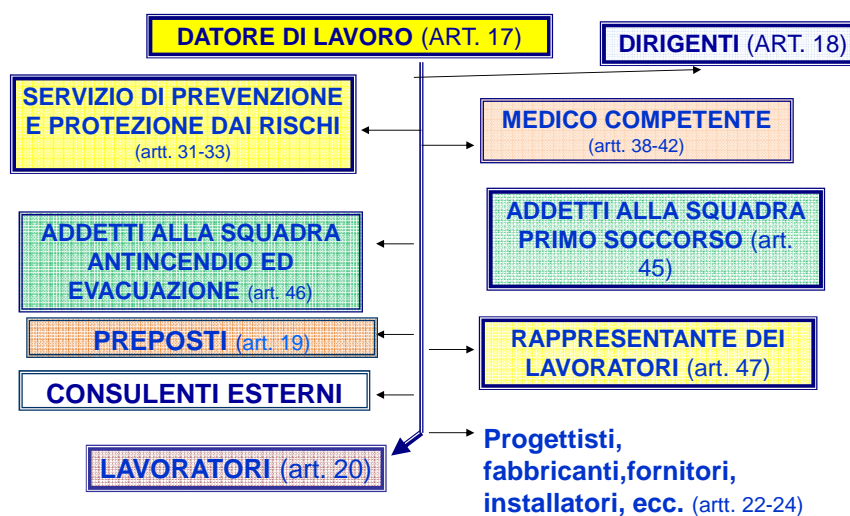 DATORE DI LAVORO (ART. 17)
DIRIGENTI (ART. 18)
SERVIZIO DI PREVENZIONE
E PROTEZIONE DAI RISCHI
(artt. 31-33)
MEDICO COMPETENTE
(artt. 38-42)
ADDETTI ALLA SQUADRA
ANTINCENDIO ED
EVACUAZIONE (art. 46)
ADDETTI ALLA SQUADRA
PRIMO SOCCORSO (art.
45)
PREPOSTI (art. 19)
RAPPRESENTANTE DEI
LAVORATORI (art. 47)
CONSULENTI ESTERNI
LAVORATORI (art. 20)
Progettisti,
fabbricanti,fornitori,
installatori, ecc. (artt. 22-24)